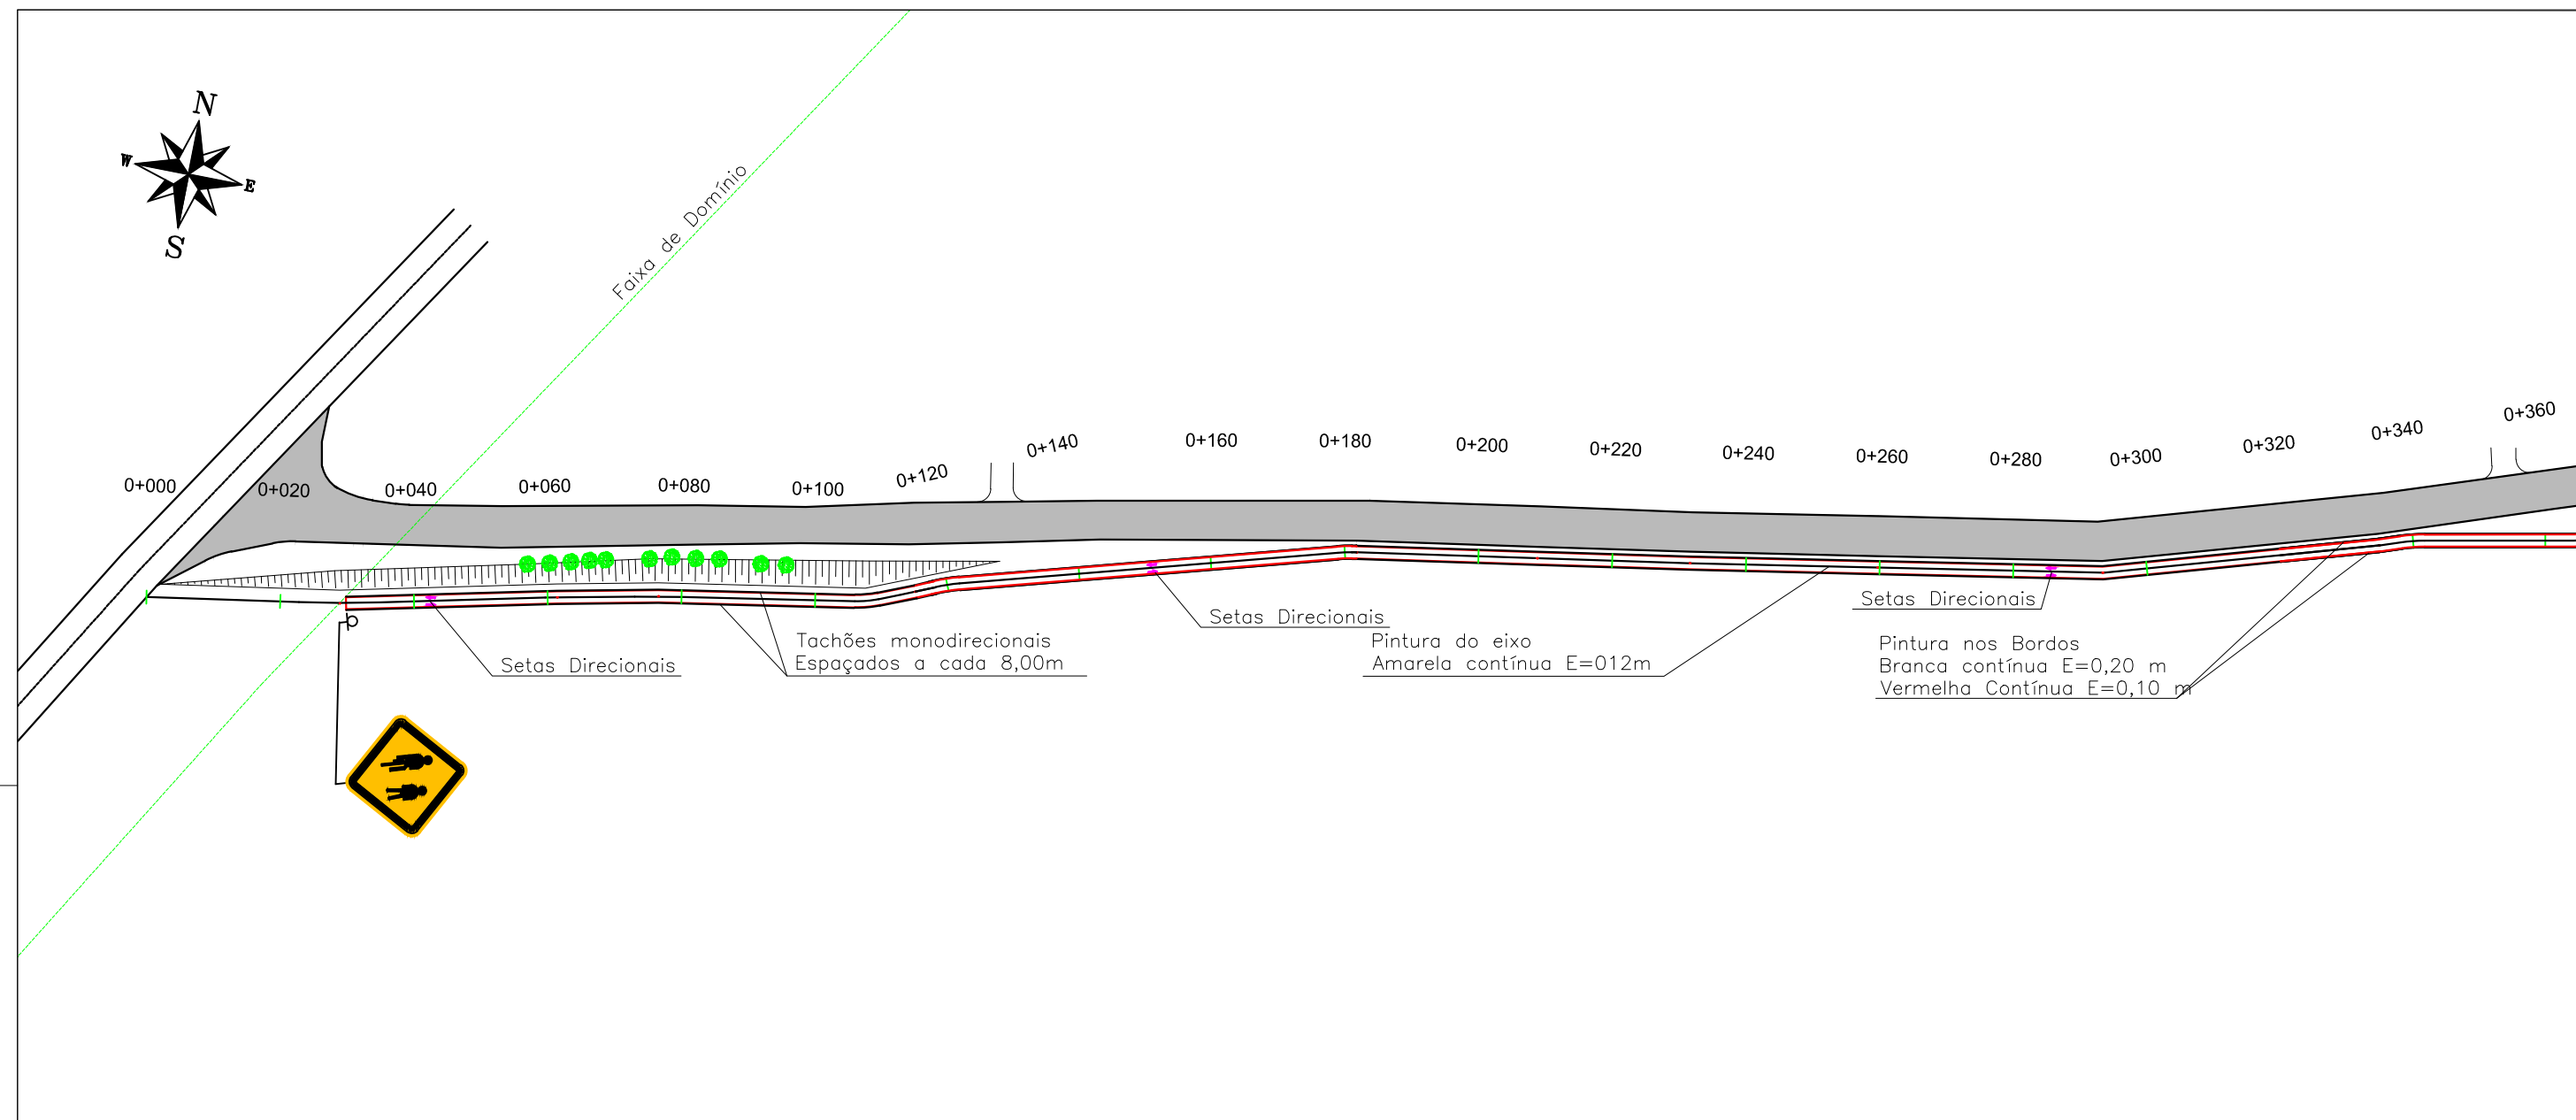 N
W
E
S
Faixa de Domínio
0+000
0+020
0+040
0+060
0+080
0+100
0+120
0+140
0+160
0+180
0+200
0+220
0+240
0+260
0+280
0+300
0+320
0+340
0+360
Setas Direcionais
Tachões monodirecionais
Espaçados a cada 8,00m
Setas Direcionais
Pintura do eixo
Amarela contínua E=012m
Setas Direcionais
Pintura nos Bordos
Branca contínua E=0,20 m
Vermelha Contínua E=0,10 m